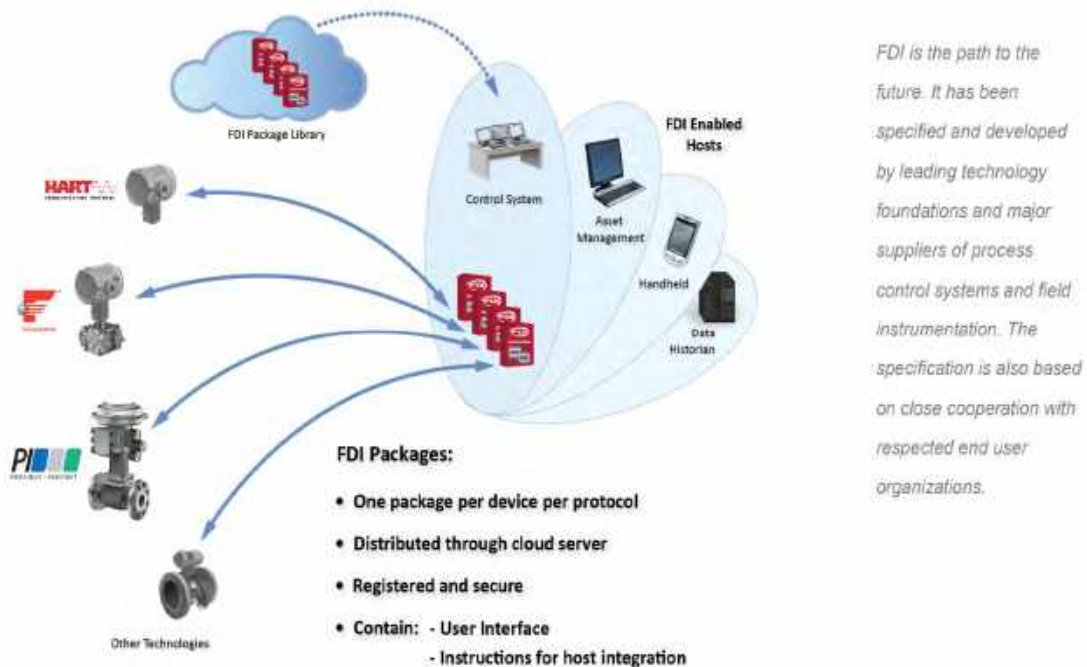 FDI Package Library
FDI Enabled
Hosts
Control System
Asset
Management
Handheld
Data
Historian
HART
PI
Other Technologies
FDI Packages:
• One package per device per protocol
• Distributed through cloud server
• Registered and secure
• Contain: - User Interface
- Instructions for host integration
FDI is the path to the
future. It has been
specified and developed
by leading technology
foundations and major
suppliers of process
control systems and field
instrumentation. The
specification is also based
on close cooperation with
respected end user
organizations.